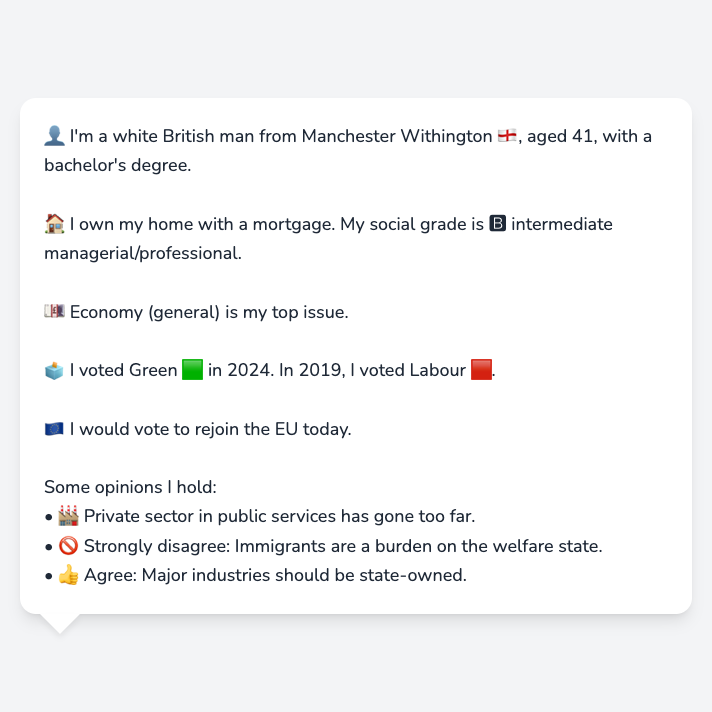 👤 I'm a white British man from Manchester Withington 🏴󠁧󠁢󠁥󠁮󠁧󠁿, aged 41, with a
bachelor's degree.
🏠 I own my home with a mortgage. My social grade is 🅱 intermediate
managerial/professional.
💷 Economy (general) is my top issue.
🗳️ I voted Green 🟩 in 2024. In 2019, I voted Labour 🟥.
🇪🇺 I would vote to rejoin the EU today.
Some opinions I hold:
• 🏭 Private sector in public services has gone too far.
• 🚫 Strongly disagree: Immigrants are a burden on the welfare state.
• 👍 Agree: Major industries should be state-owned.